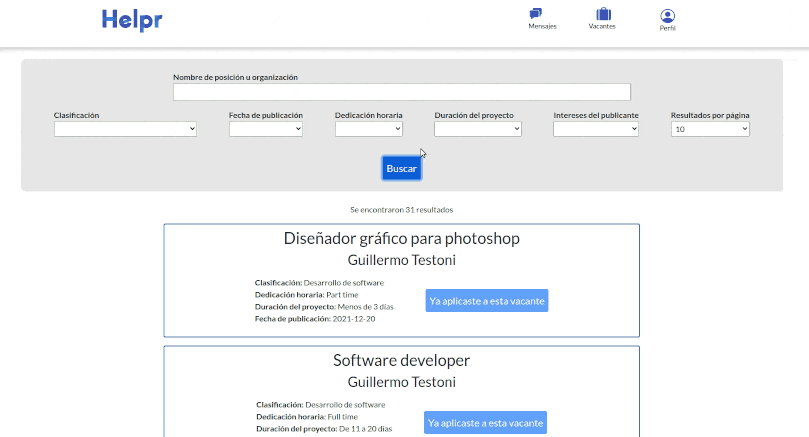 Helpr
Mensajes
Vacantes
Perfil
Nombre de posición u organización
Clasificación
Fecha de publicación
Dedicación horaria
Duración del proyecto
Intereses del publicante
Resultados por página
10
Buscar
Se encontraron 31 resultados
Diseñador gráfico para photoshop
Guillermo Testoni
Clasificación: Desarrollo de software
Dedicación horaria: Part time
Duración del proyecto: Menos de 3 días
Fecha de publicación: 2021-12-20
Ya aplicaste a esta vacante
Software developer
Guillermo Testoni
Clasificación: Desarrollo de software
Dedicación horaria: Full time
Duración del proyecto: De 11 a 20 días
Ya aplicaste a esta vacante